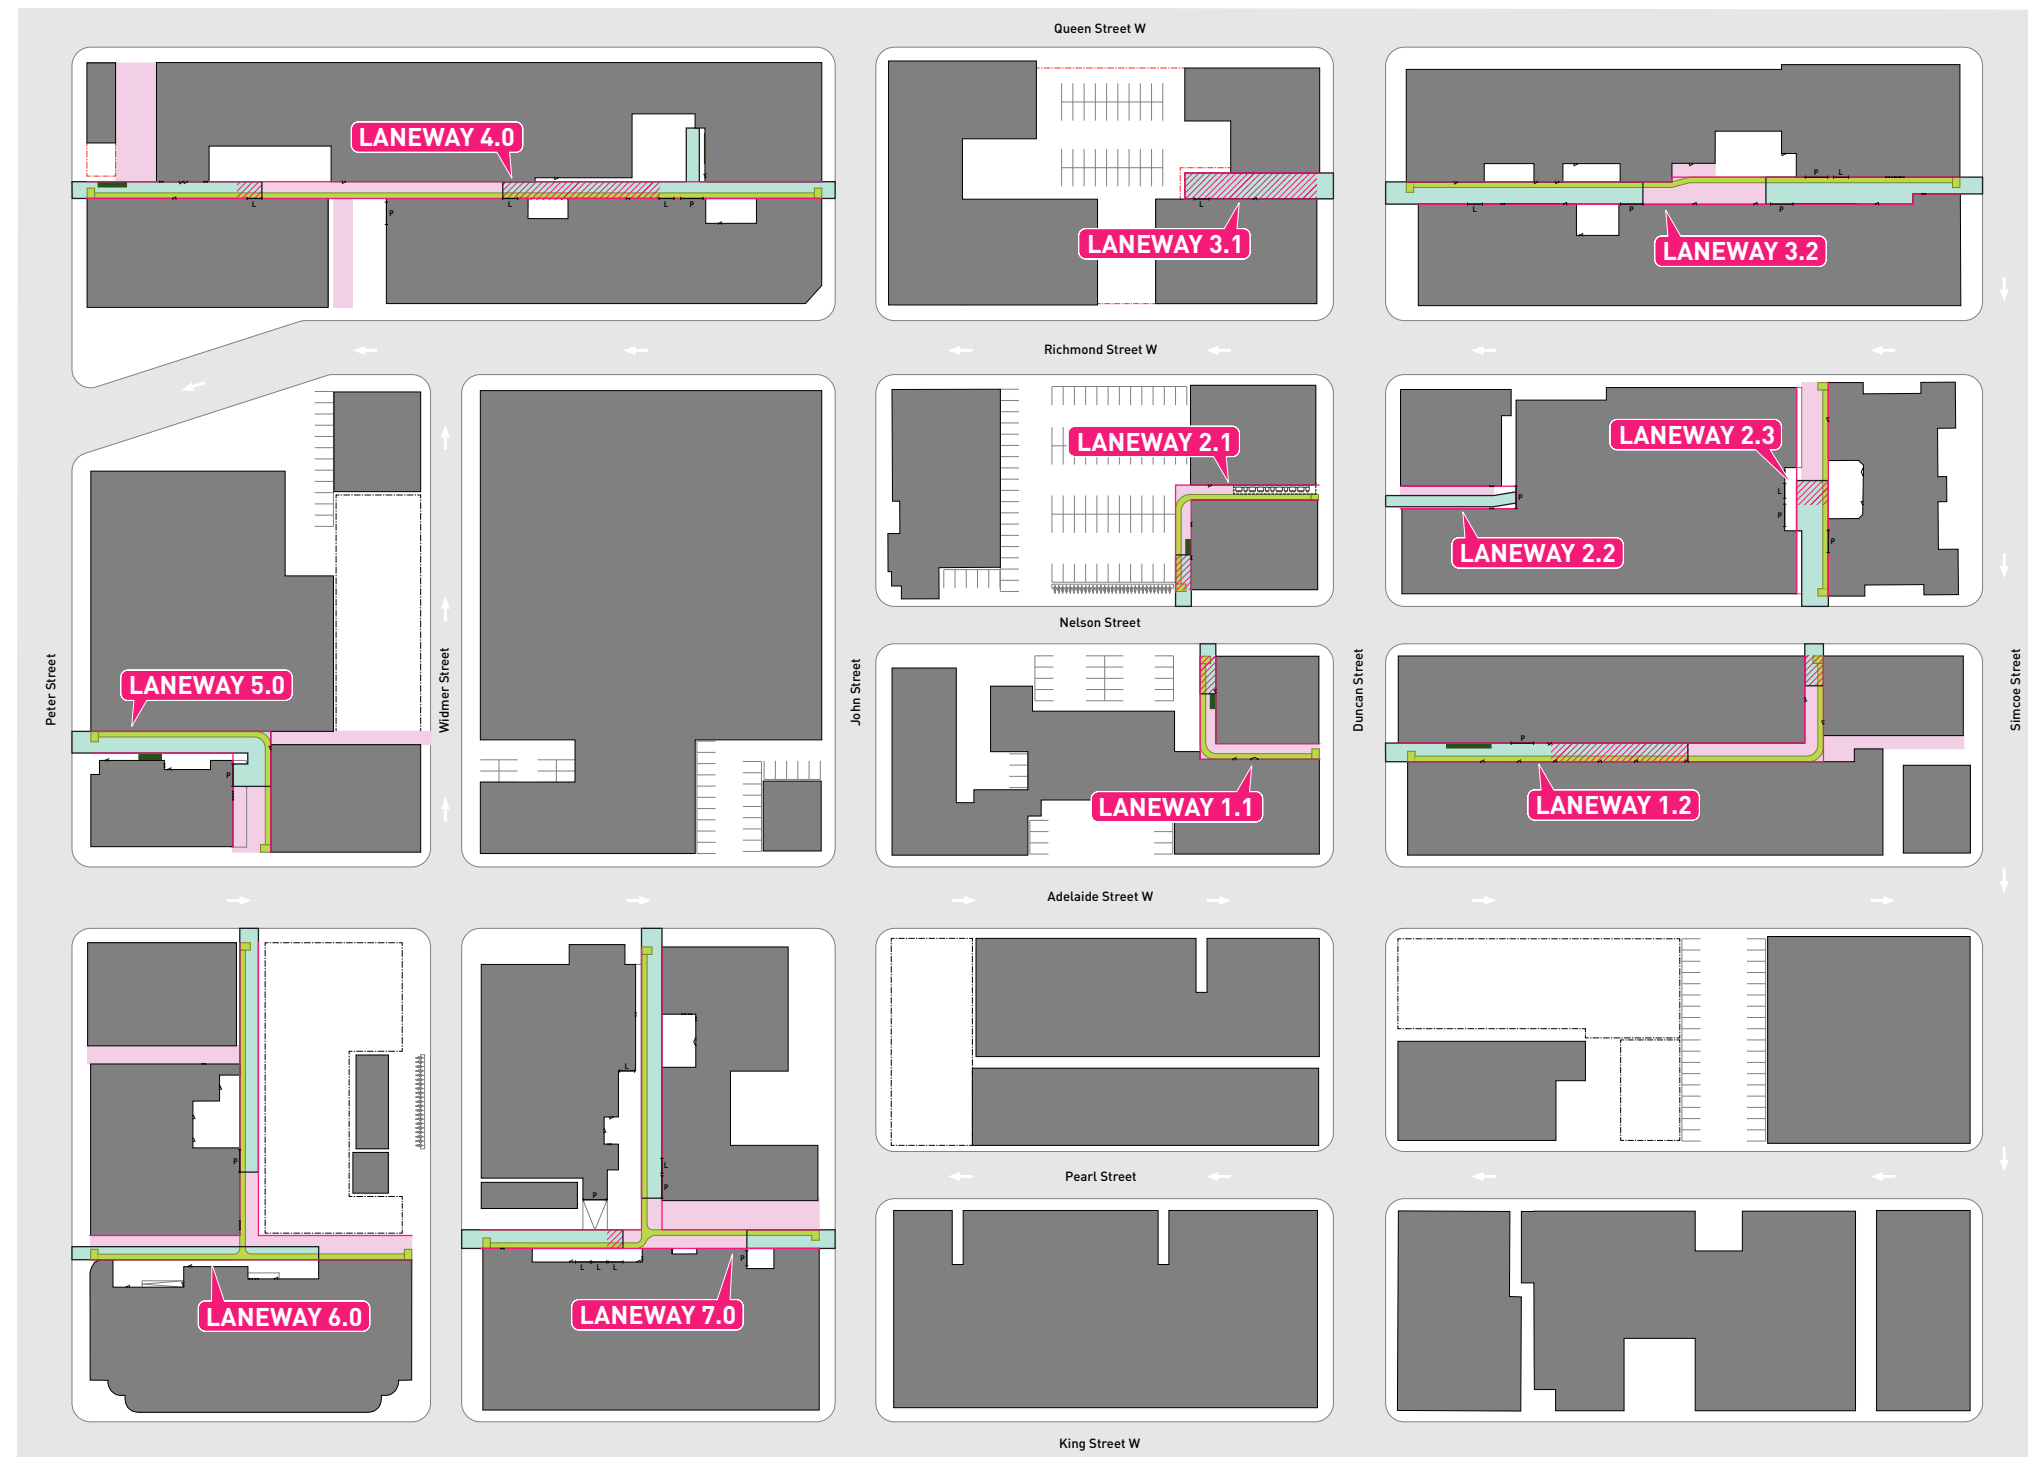 Queen Street W
LANEWAY 4.0
L
L
L
P
P
LANEWAY 3.1
L
LANEWAY 3.2
P
L
L
P
P
Richmond Street W
LANEWAY 2.1
LANEWAY 2.2
P
LANEWAY 2.3
L
P
P
Nelson Street
Peter Street
Widmer Street
John Street
Duncan Street
Simcoe Street
LANEWAY 5.0
P
LANEWAY 1.1
LANEWAY 1.2
P
Adelaide Street W
P
LANEWAY 6.0
L
L
P
P
L
L
L
P
LANEWAY 7.0
Pearl Street
King Street W